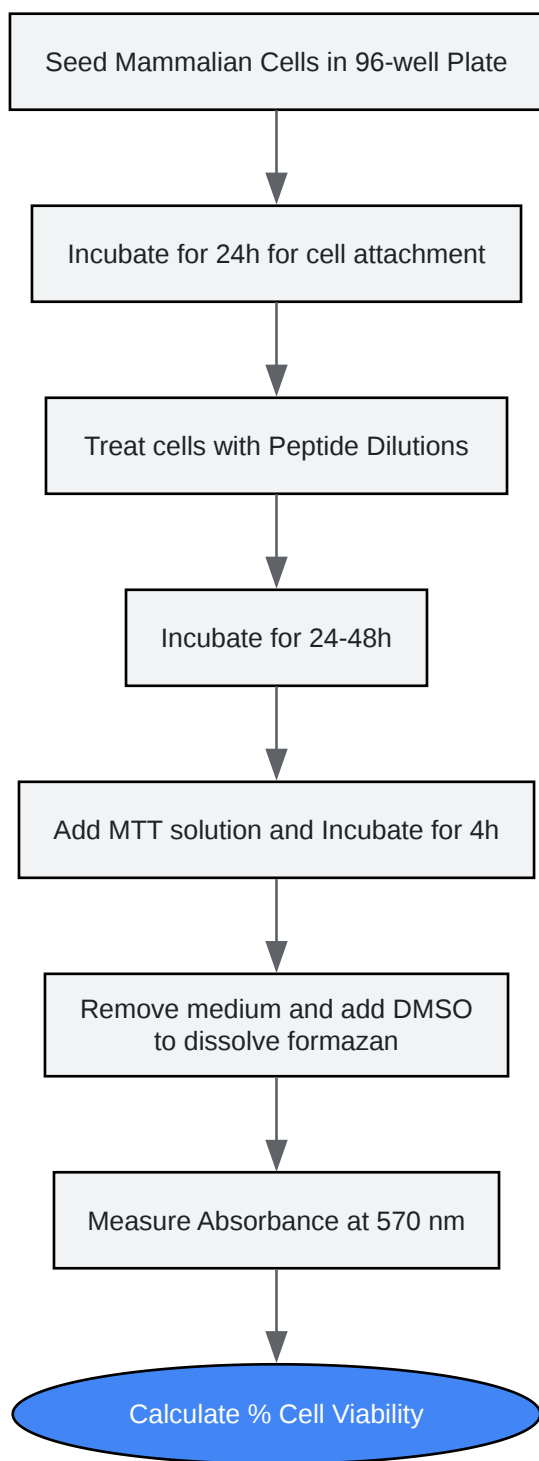 Seed Mammalian Cells in 96-well Plate
Incubate for 24h for cell attachment
Treat cells with Peptide Dilutions
Incubate for 24-48h
Add MTT solution and Incubate for 4h
Remove medium and add DMSO
to dissolve formazan
Measure Absorbance at 570 nm
Calculate % Cell Viability